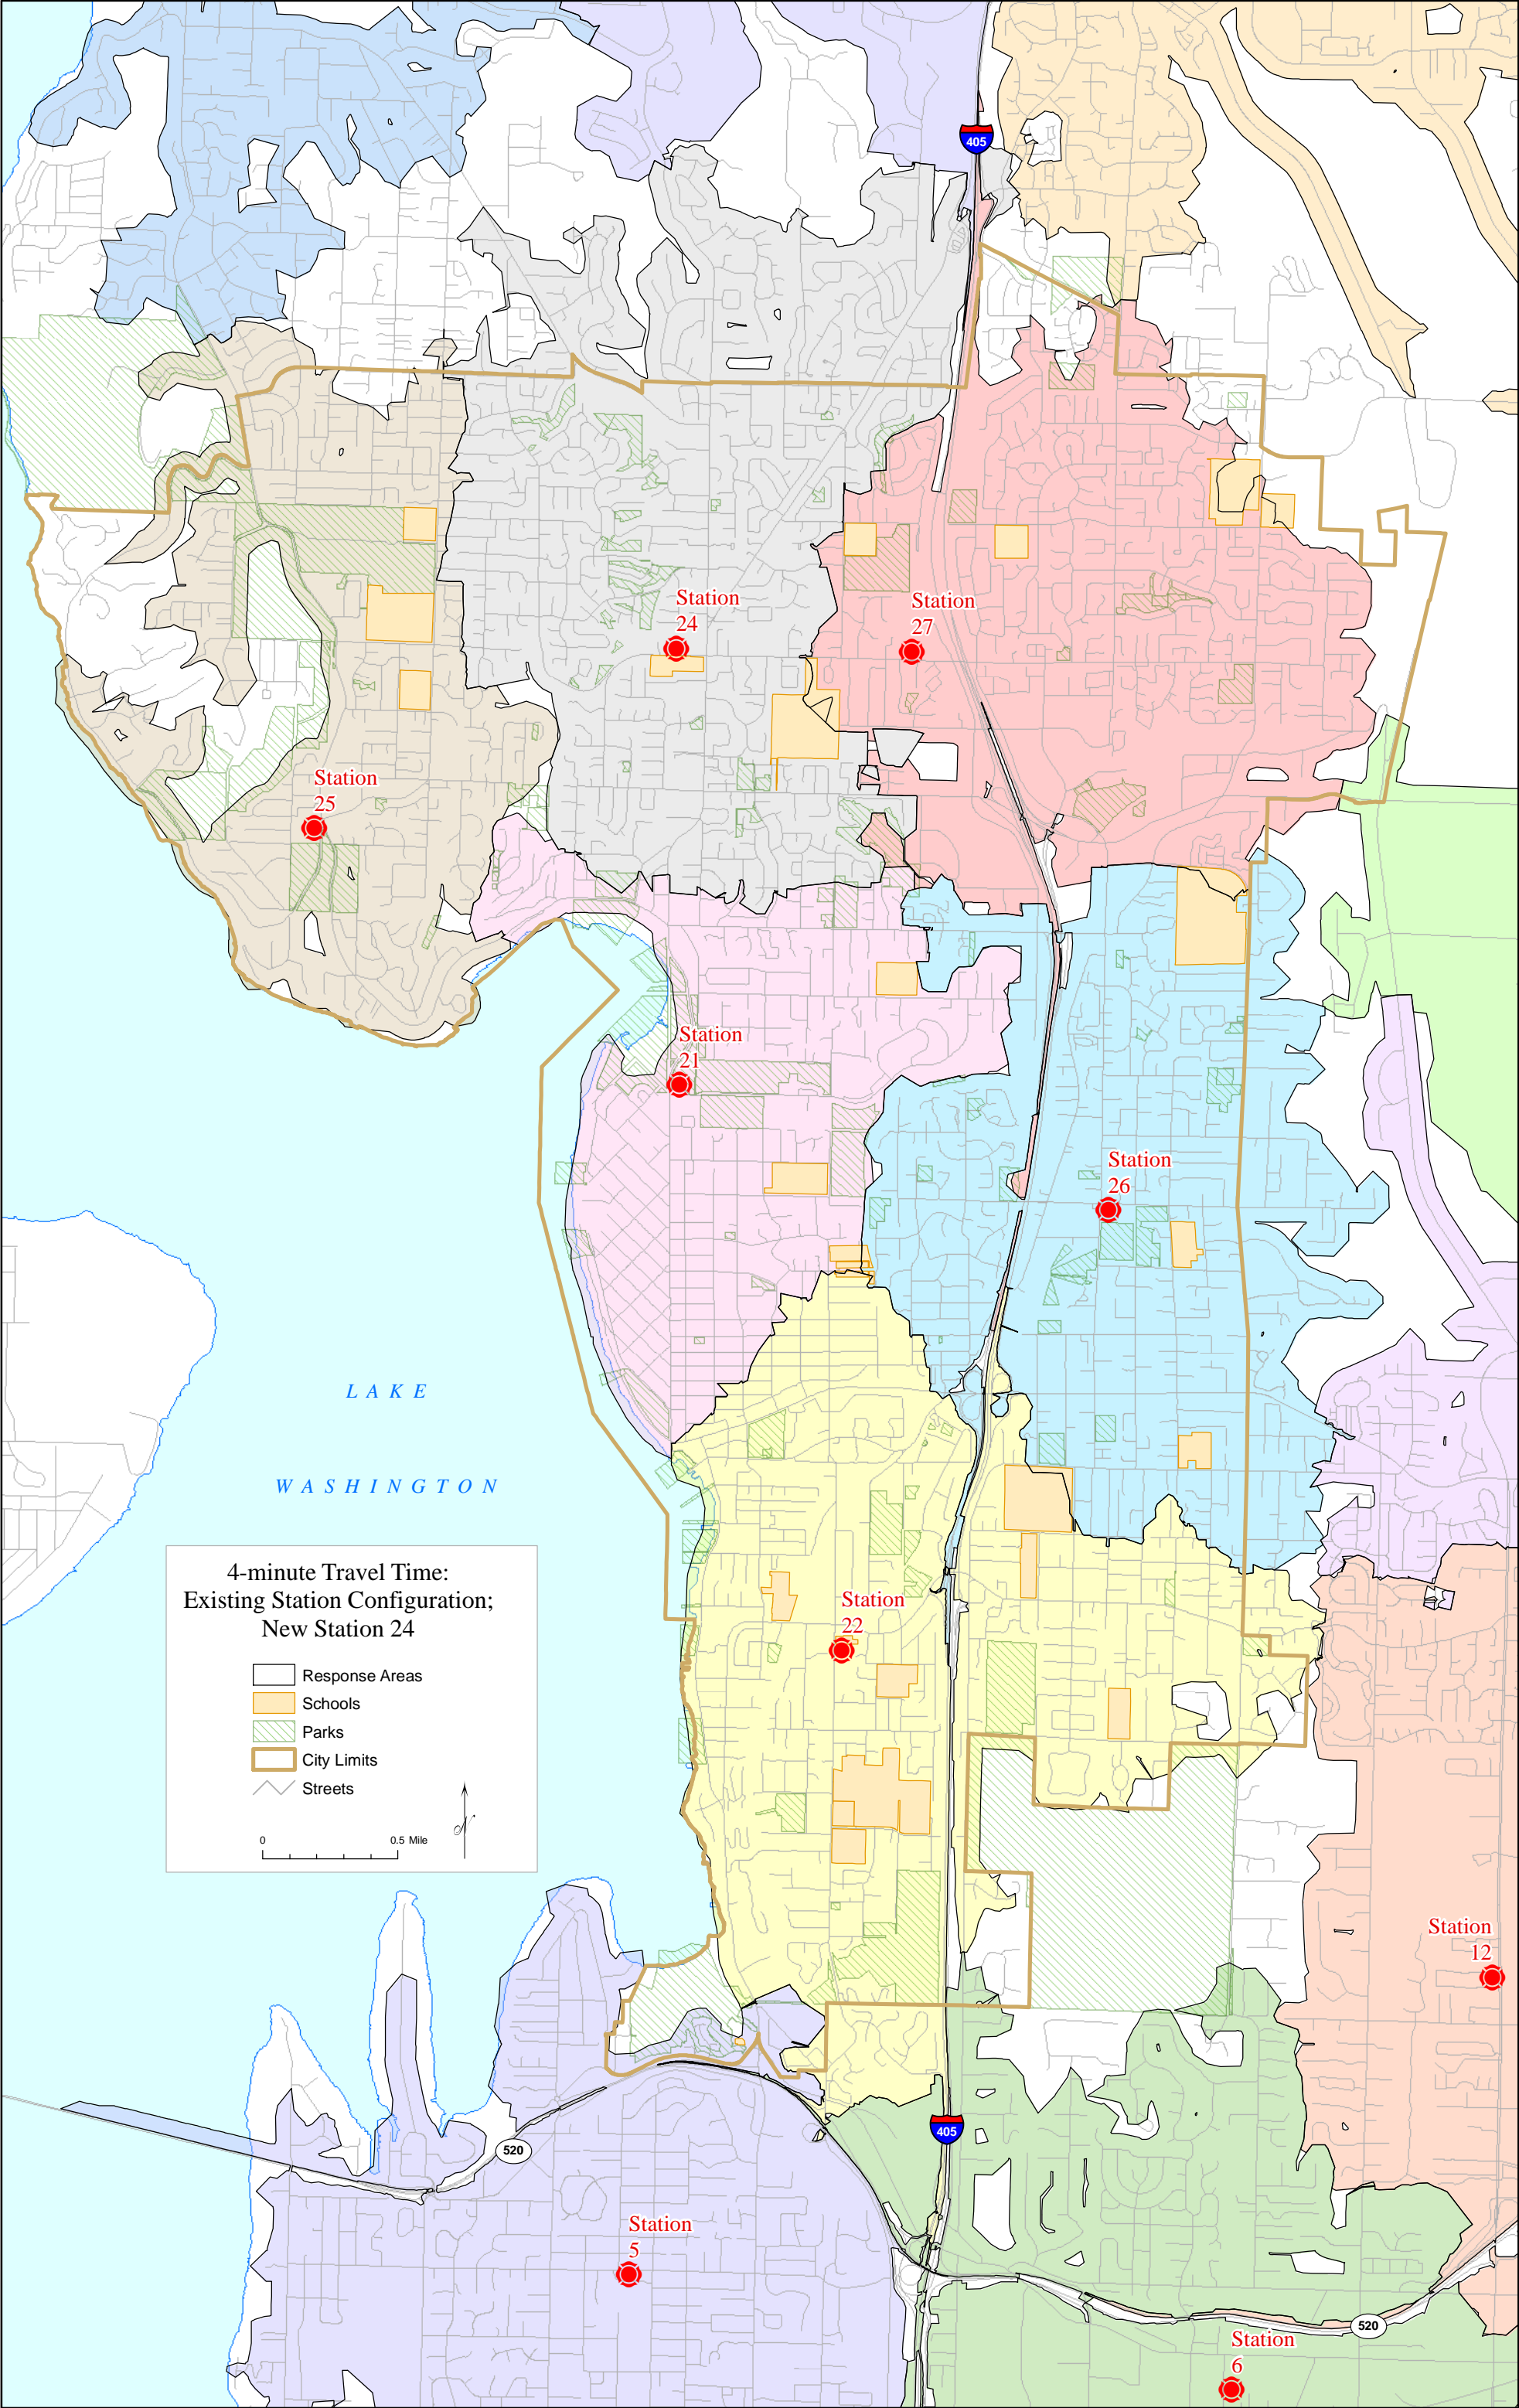 405
Station
24
Station
27
Station
25
Station
21
Station
26
LAKE
WASHINGTON
4-minute Travel Time:
Existing Station Configuration;
New Station 24
Response Areas
Schools
Parks
City Limits
Streets
0 0.5 Mile
N
Station
22
Station
12
405
520
Station
5
520
Station
6